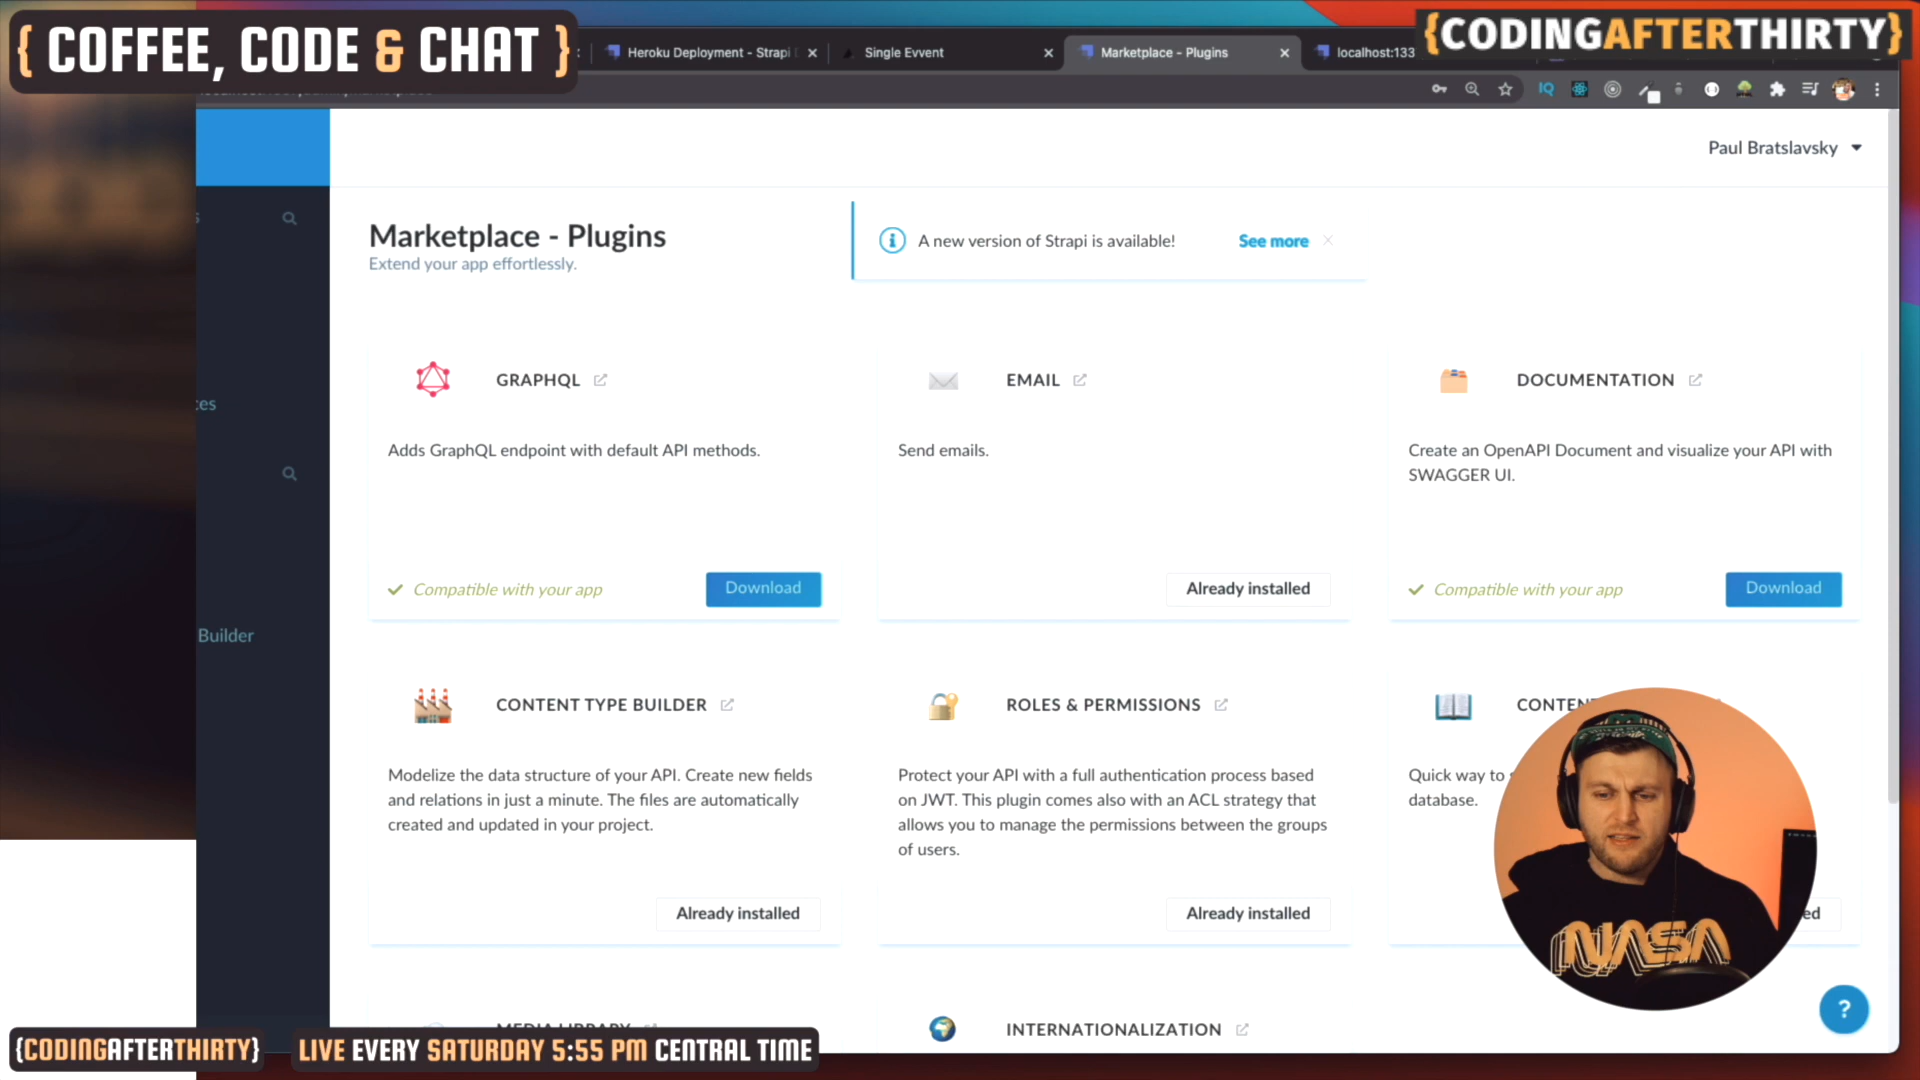 { COFFEE, CODE & CHAT }
{CODINGAFTERTHIRTY}
Heroku Deployment - Strapi
Single Evvent
Marketplace - Plugins
localhost:133
IQ
Paul Bratslavsky
Marketplace - Plugins
Extend your app effortlessly.
A new version of Strapi is available!
See more
ces
Builder
GRAPHQL
EMAIL
DOCUMENTATION
Adds GraphQL endpoint with default API methods.
Send emails.
Create an OpenAPI Document and visualize your API with
SWAGGER UI.
Compatible with your app
Download
Already installed
Compatible with your app
Download
CONTENT TYPE BUILDER
ROLES & PERMISSIONS
CONTEN
Modelize the data structure of your API. Create new fields
and relations in just a minute. The files are automatically
created and updated in your project.
Protect your API with a full authentication process based
on JWT. This plugin comes also with an ACL strategy that
allows you to manage the permissions between the groups
of users.
Quick way to
database.
Already installed
Already installed
ed
NASA
MEDIA LIBRARY
INTERNATIONALIZATION
?
{CODINGAFTERTHIRTY}
LIVE EVERY SATURDAY 5:55 PM CENTRAL TIME